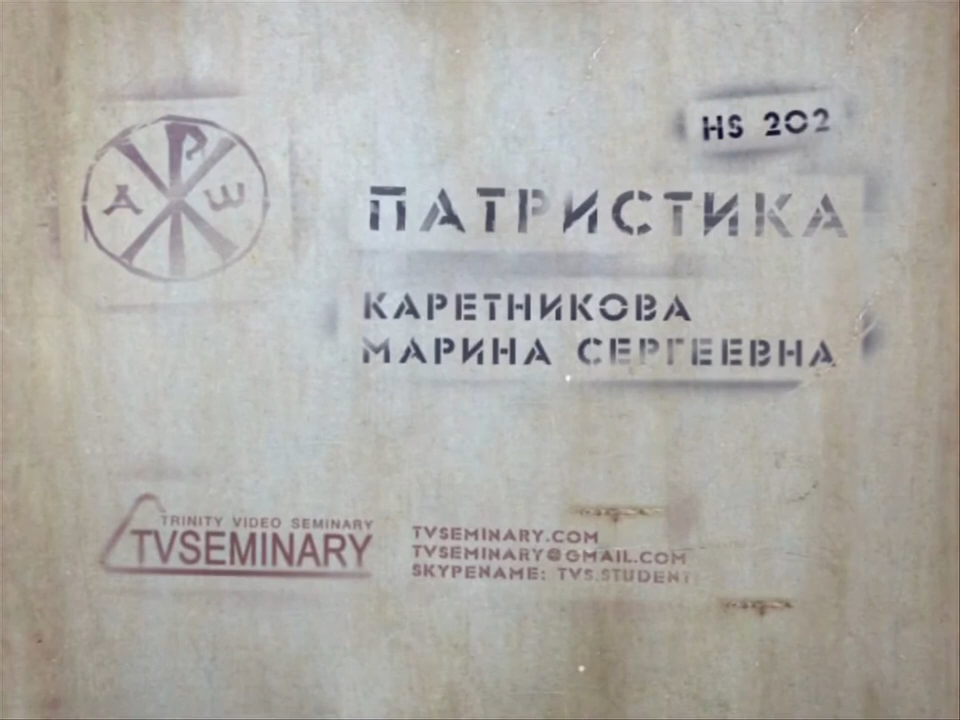 HS 202
ПАТРИСТИКА
КАРЕТНИКОВА
МАРИНА СЕРГЕЕВНА
TRINITY VIDEO SEMINARY
TVSEMINARY
TVSEMINARY.COM
TVSEMINARY@GMAIL.COM
SKYPENAME: TVS.STUDENT